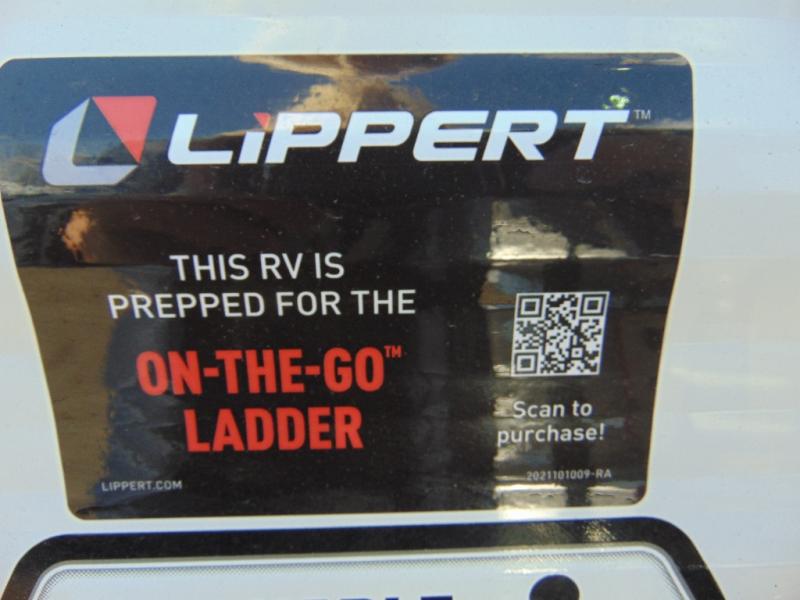 LiPPERT™
THIS RV IS
PREPPED FOR THE
ON-THE-GO™
LADDER
Scan to
purchase!
LIPPERT.COM
2021101009-RA